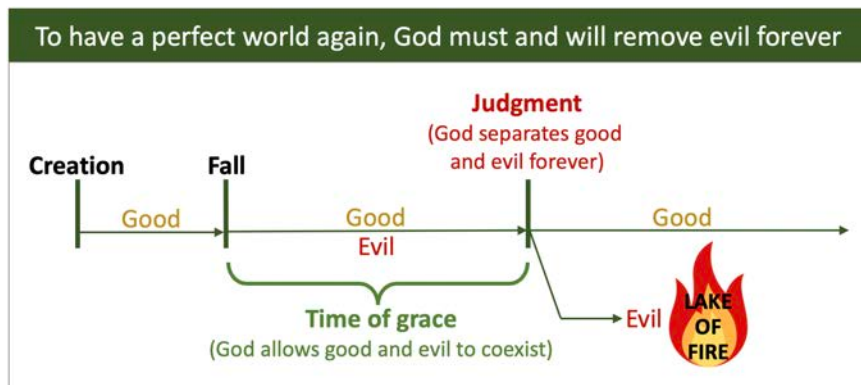 To have a perfect world again, God must and will remove evil forever
Judgment
(God separates good
and evil forever)
Creation
Fall
Good
Good
Good
Evil
Evil
LAKE
OF
FIRE
Time of grace
(God allows good and evil to coexist)